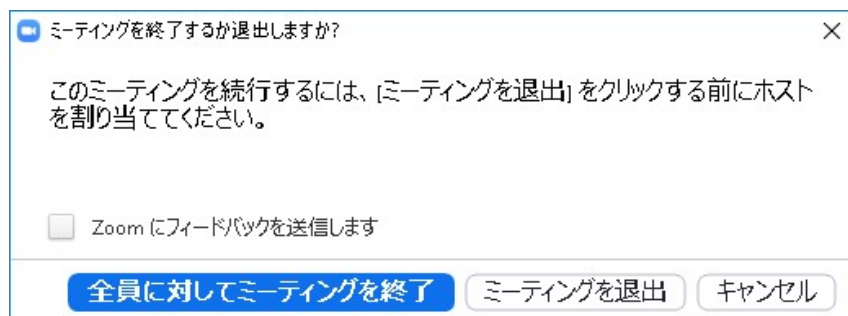 ミーティングを終了するか退出しますか?
このミーティングを続行するには、[ミーティングを退出] をクリックする前にホスト
を割り当ててください。
Zoom にフィードバックを送信します
全員に対してミーティングを終了 ミーティングを退出 キャンセル